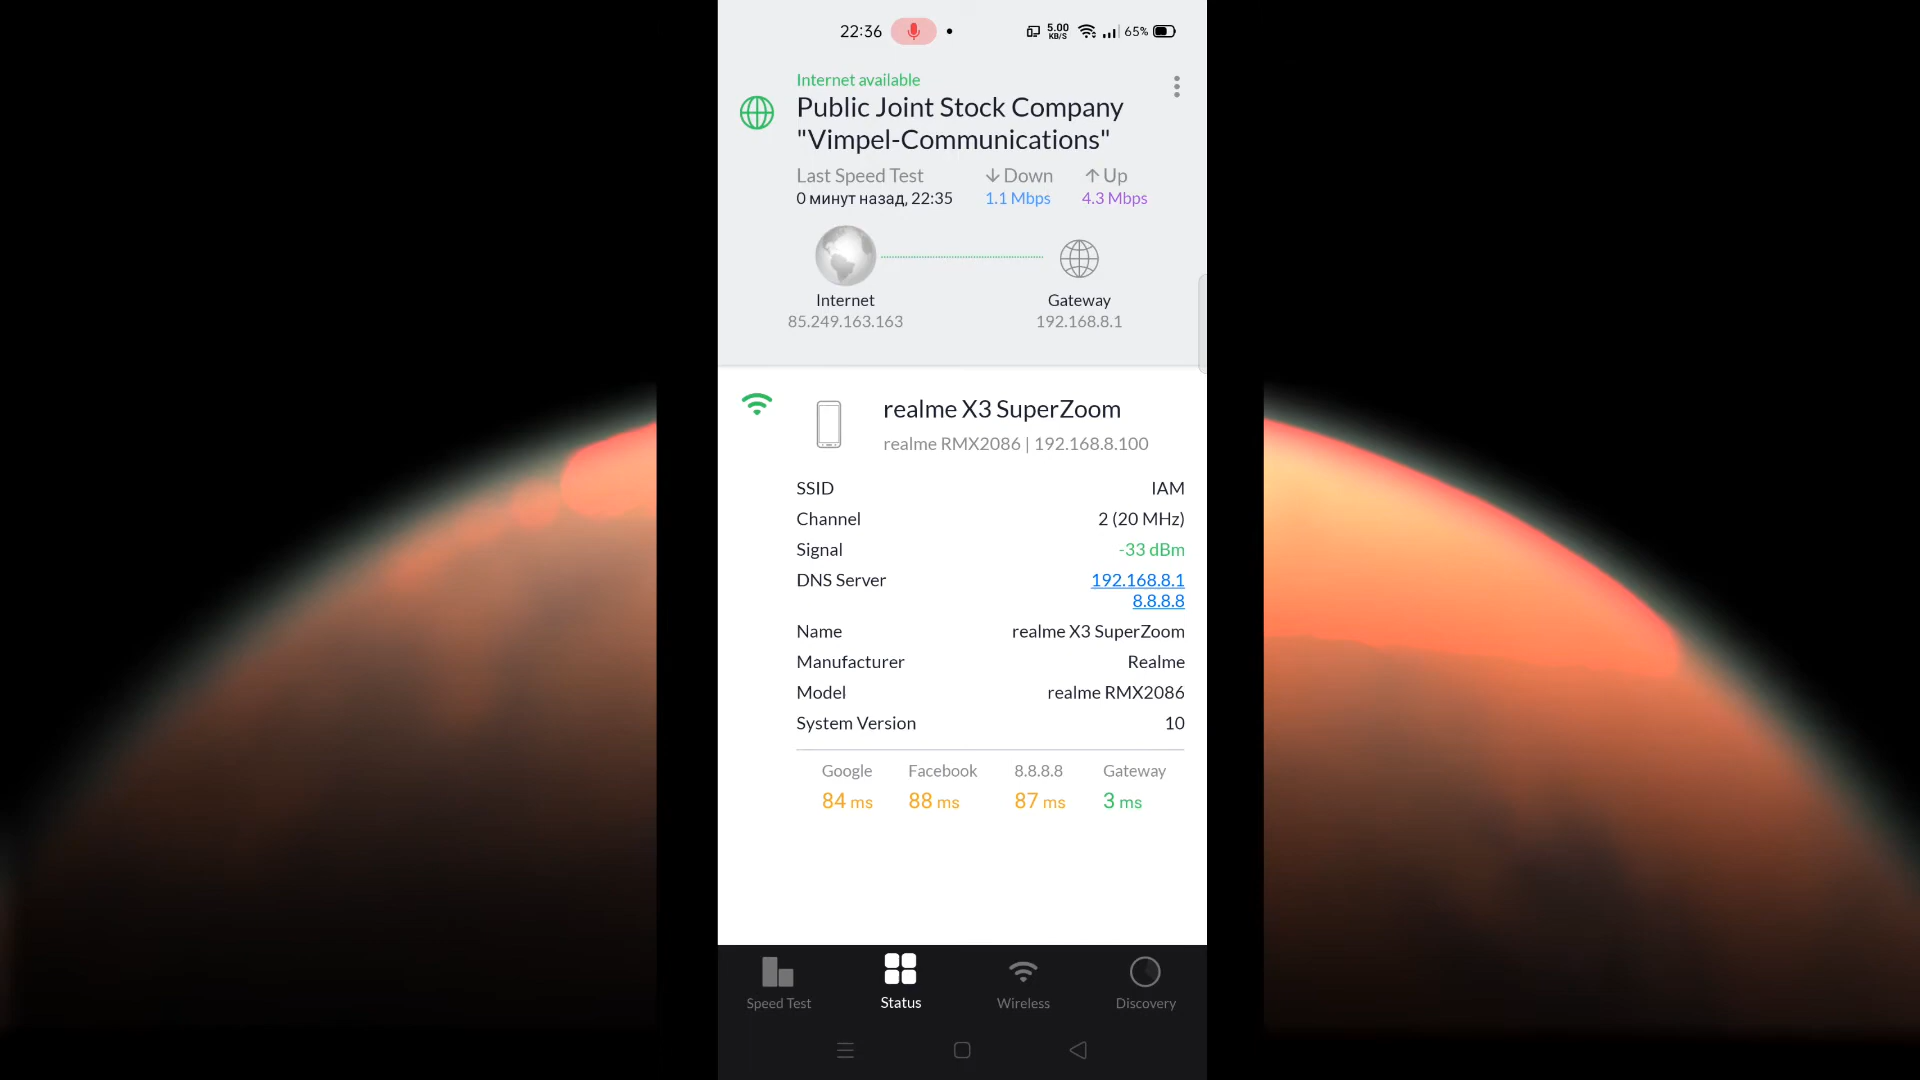 22:36 5.00 KB/S 65%
Internet available
Public Joint Stock Company
"Vimpel-Communications"
Last Speed Test Down Up
0 минут назад, 22:35 1.1 Mbps 4.3 Mbps
Internet Gateway
85.249.163.163 192.168.8.1
realme X3 SuperZoom
realme RMX2086 | 192.168.8.100
SSID IAM
Channel 2 (20 MHz)
Signal -33 dBm
DNS Server 192.168.8.1
8.8.8.8
Name realme X3 SuperZoom
Manufacturer Realme
Model realme RMX2086
System Version 10
Google Facebook 8.8.8.8 Gateway
84 ms 88 ms 87 ms 3 ms
Speed Test Status Wireless Discovery